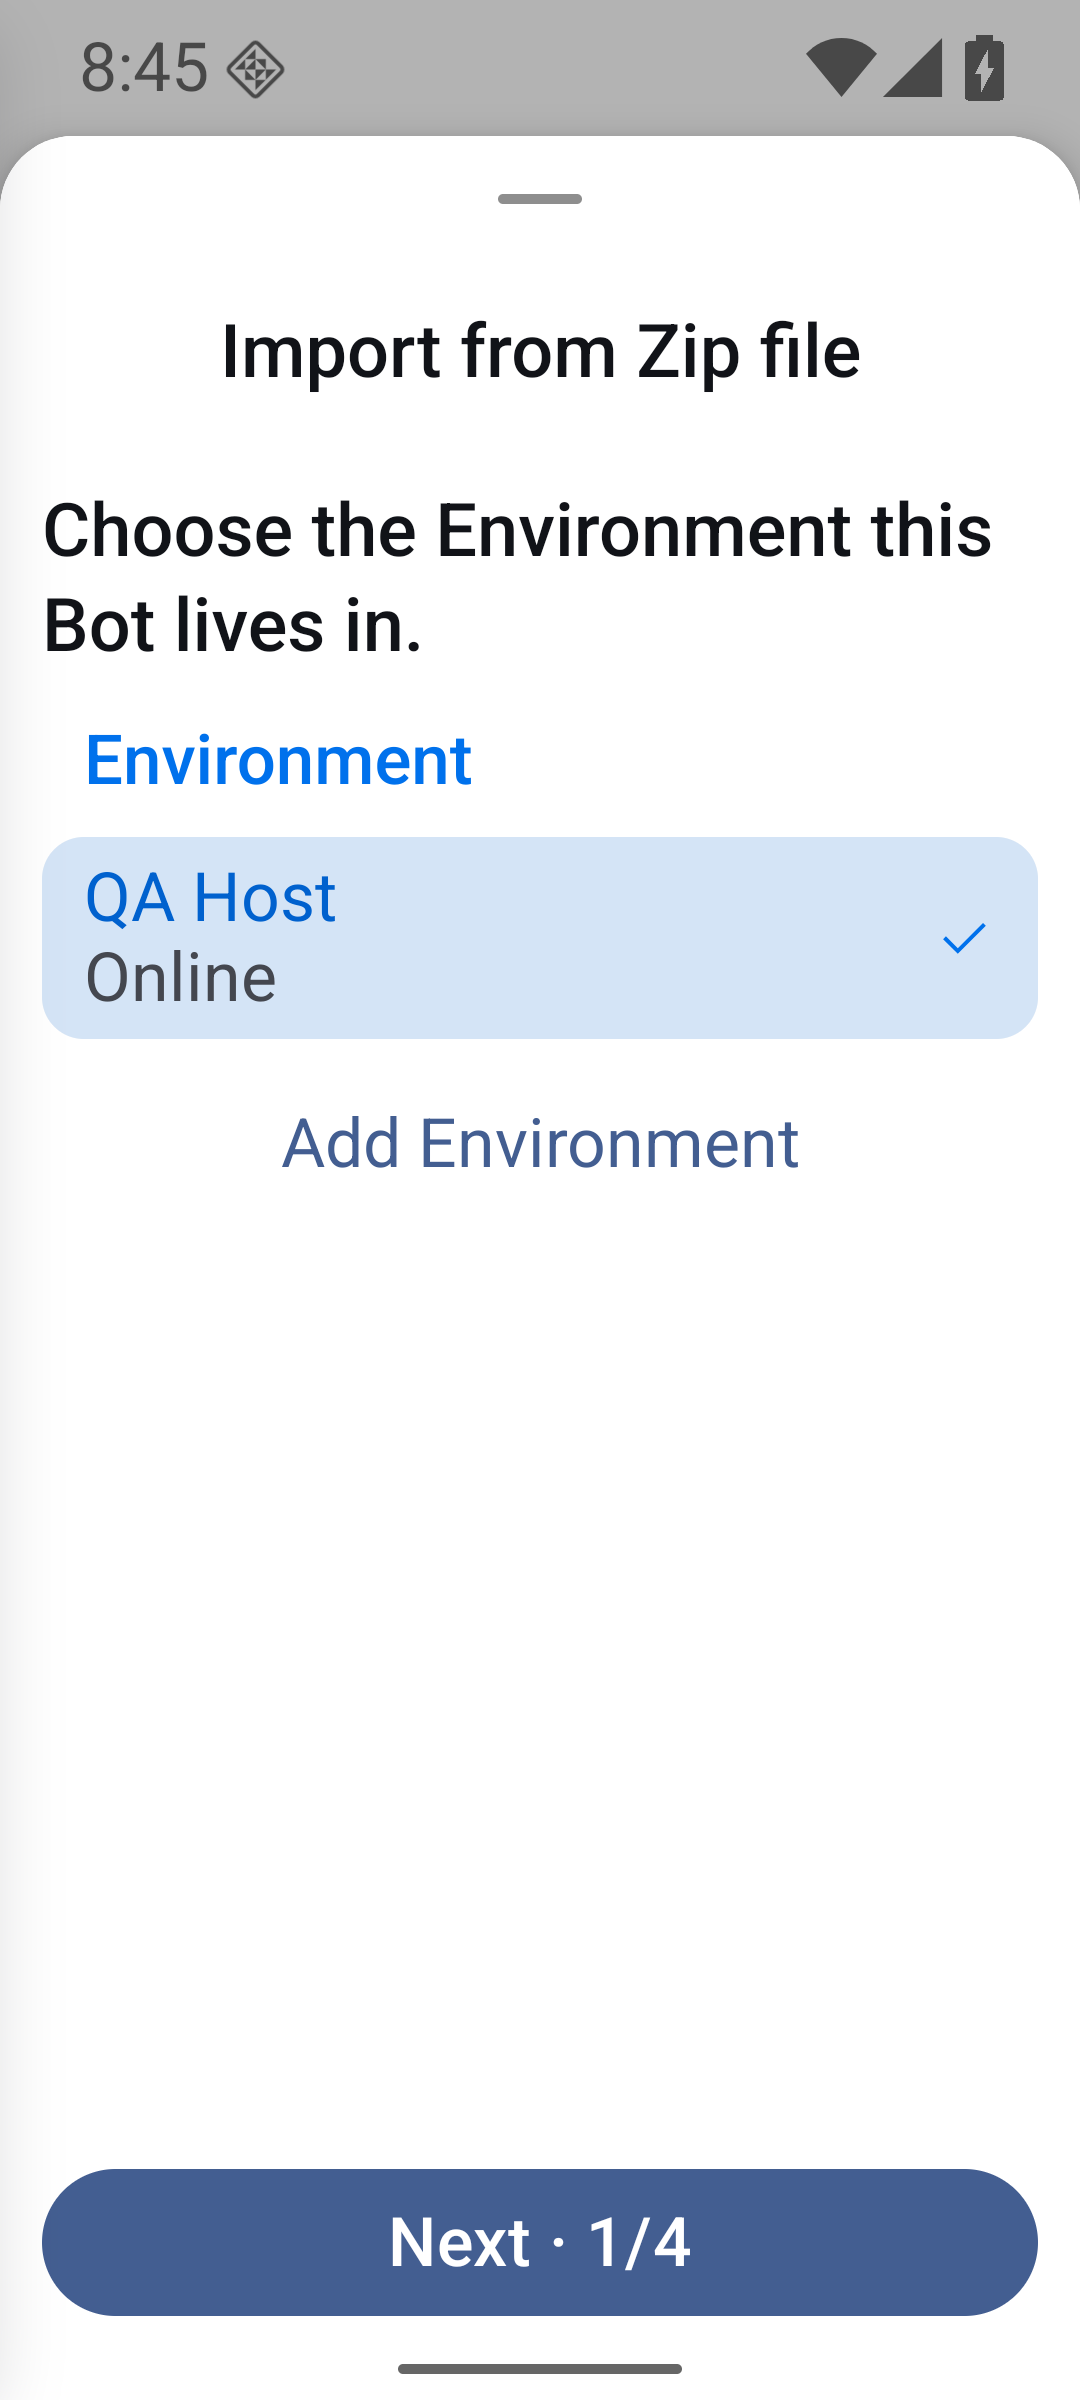 8:45
Import from Zip file
Choose the Environment this
Bot lives in.
Environment
QA Host
Online
Add Environment
Next · 1/4